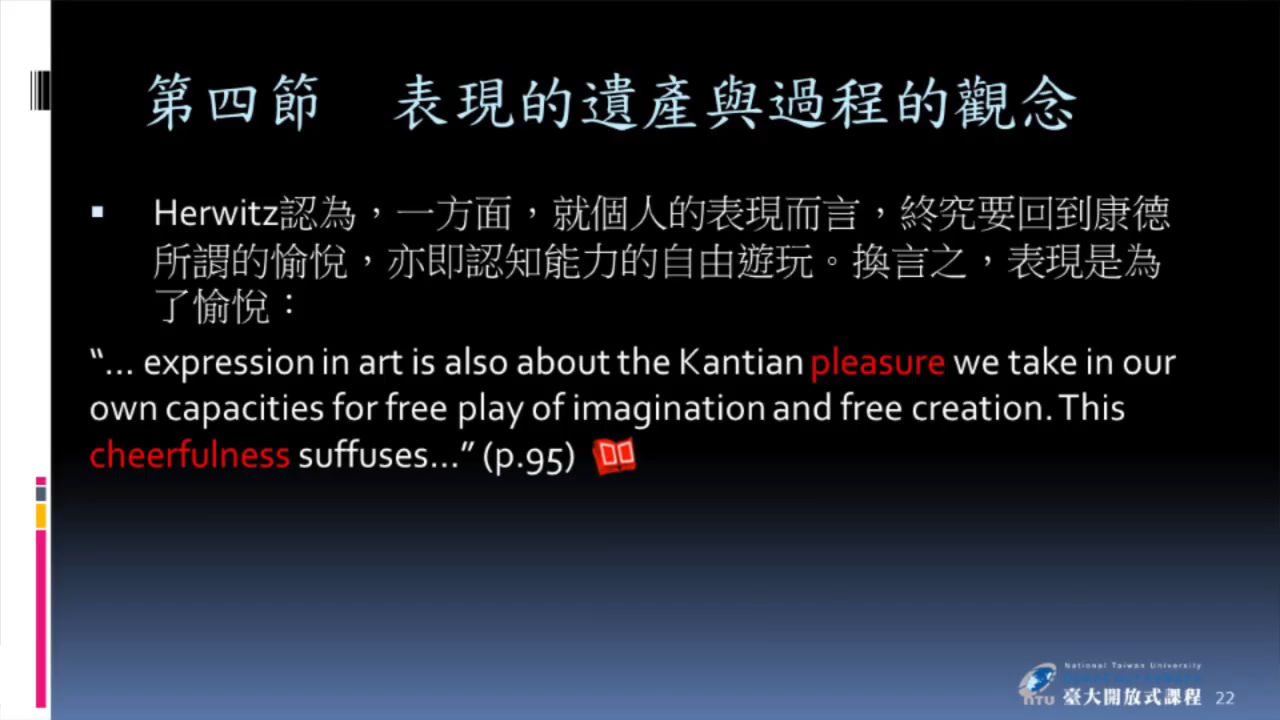 第四節 表現的遺產與過程的觀念
Herwitz認為，一方面，就個人的表現而言，終究要回到康德
所謂的愉悅，亦即認知能力的自由遊玩。換言之，表現是為
了愉悅：
“… expression in art is also about the Kantian pleasure we take in our
own capacities for free play of imagination and free creation. This
cheerfulness suffuses…” (p.95)
National Taiwan University
NTU 臺大開放式課程 22